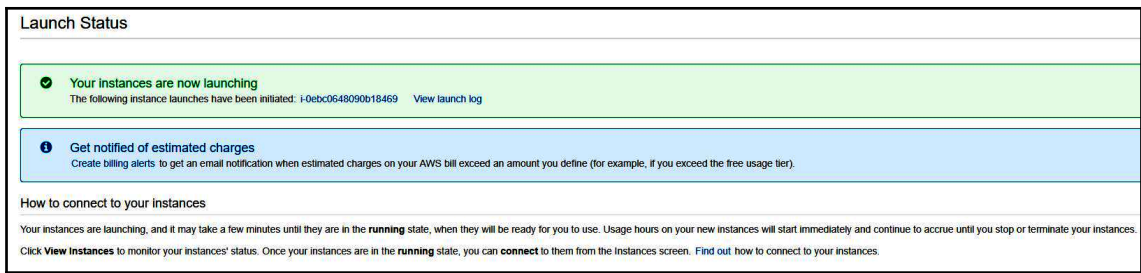 Launch Status
Your instances are now launching
The following instance launches have been initiated: i-0ebc0648090b18469 View launch log
Get notified of estimated charges
Create billing alerts to get an email notification when estimated charges on your AWS bill exceed an amount you define (for example, if you exceed the free usage tier).
How to connect to your instances
Your instances are launching, and it may take a few minutes until they are in the running state, when they will be ready for you to use. Usage hours on your new instances will start immediately and continue to accrue until you stop or terminate your instances.
Click View Instances to monitor your instances' status. Once your instances are in the running state, you can connect to them from the Instances screen. Find out how to connect to your instances.